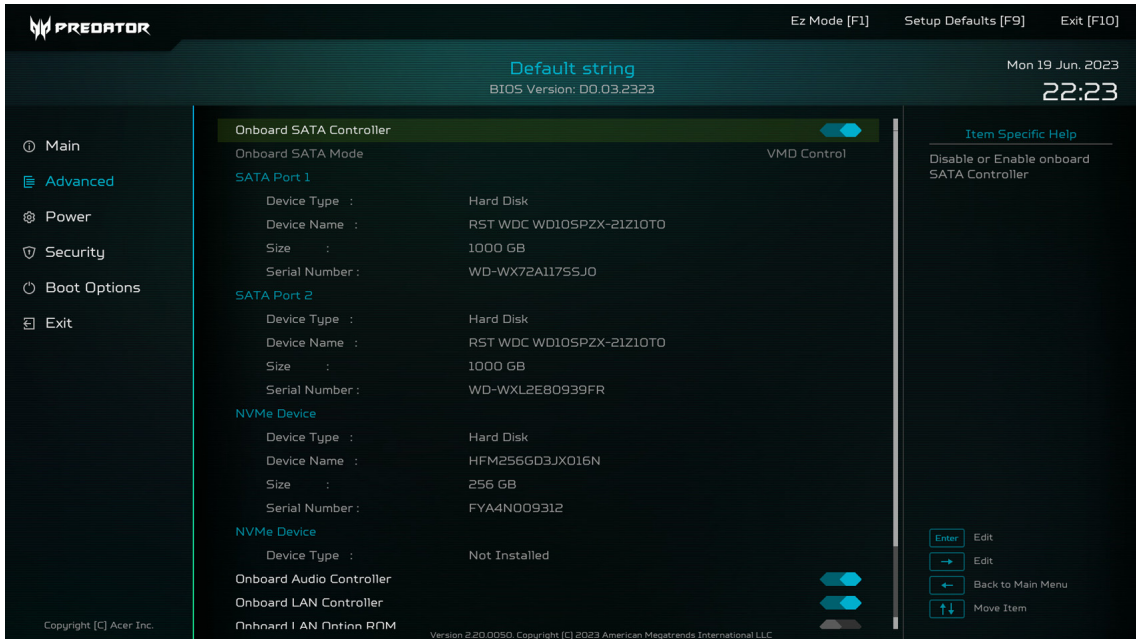 PREDATOR
Ez Mode [F1] Setup Defaults [F9] Exit [F10]
Default string
BIOS Version: D0.03.2323
Mon 19 Jun. 2023
22:23
Main
Advanced
Power
Security
Boot Options
Exit
Onboard SATA Controller
Onboard SATA Mode VMD Control
SATA Port 1
Device Type : Hard Disk
Device Name : RST WDC WD10SPZX-21Z10T0
Size : 1000 GB
Serial Number : WD-WX72A117SSJ0
SATA Port 2
Device Type : Hard Disk
Device Name : RST WDC WD10SPZX-21Z10T0
Size : 1000 GB
Serial Number : WD-WXL2E80939FR
NVMe Device
Device Type : Hard Disk
Device Name : HFM256GD3JX016N
Size : 256 GB
Serial Number : FYA4N009312
NVMe Device
Device Type : Not Installed
Onboard Audio Controller
Onboard LAN Controller
Onboard LAN Option ROM
Item Specific Help
Disable or Enable onboard
SATA Controller
Enter Edit
→ Edit
← Back to Main Menu
↑↓ Move Item
Copyright [C] Acer Inc.
Version 2.20.0050. Copyright [C] 2023 American Megatrends International LLC